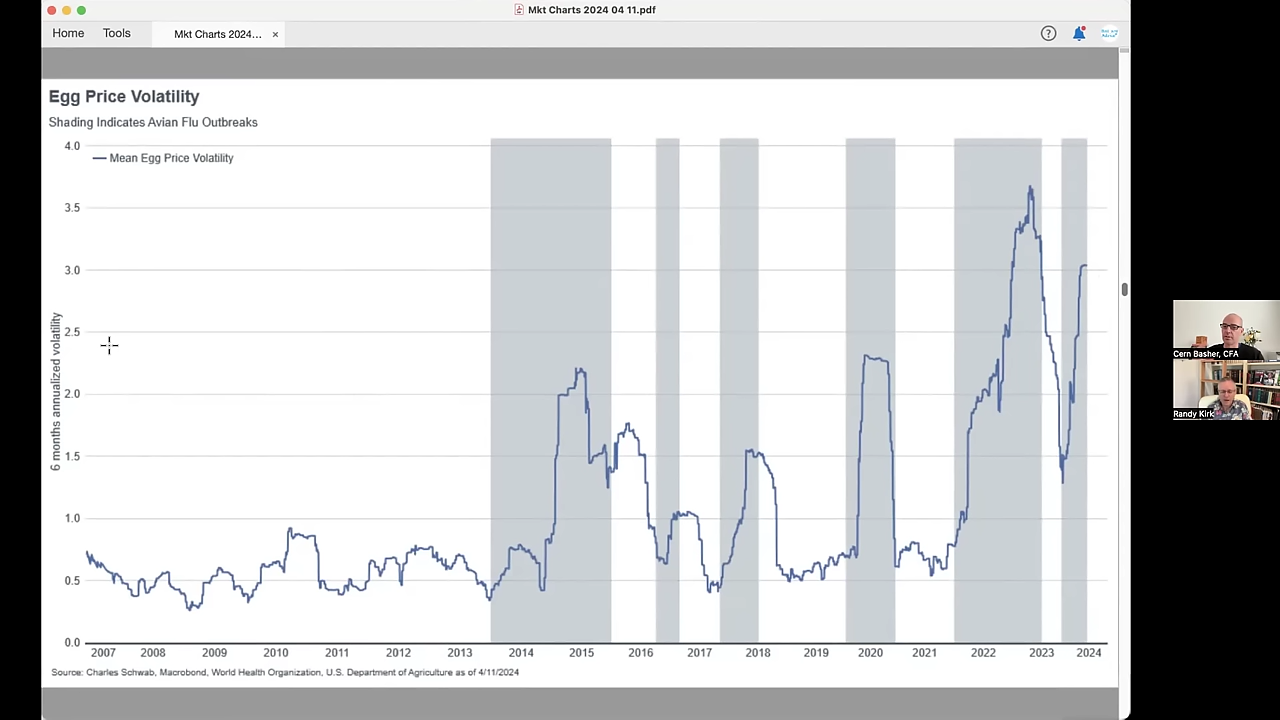 Mkt Charts 2024 04 11.pdf
Home
Tools
Mkt Charts 2024...
×
?
Egg Price Volatility
Shading Indicates Avian Flu Outbreaks
Mean Egg Price Volatility
6 months annualized volatility
4.0
3.5
3.0
2.5
2.0
1.5
1.0
0.5
0.0
2007 2008 2009 2010 2011 2012 2013 2014 2015 2016 2017 2018 2019 2020 2021 2022 2023 2024
Source: Charles Schwab, Macrobond, World Health Organization, U.S. Department of Agriculture as of 4/11/2024
Cern Basher, CFA
Randy Kirk